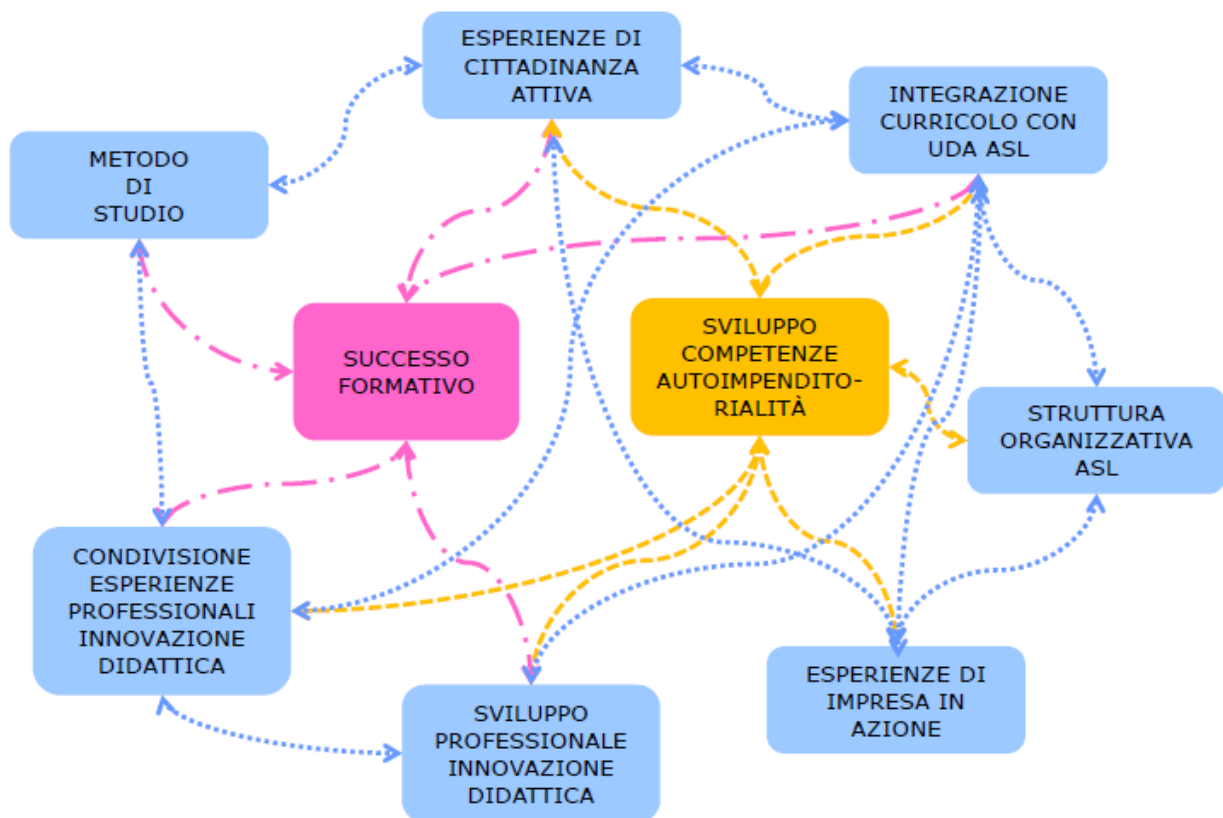 ESPERIENZE DI
CITTADINANZA
ATTIVA
INTEGRAZIONE
CURRICOLO CON
UDA ASL
METODO
DI
STUDIO
SUCCESSO
FORMATIVO
SVILUPPO
COMPETENZE
AUTOIMPENDITO-
RIALITÀ
STRUTTURA
ORGANIZZATIVA
ASL
CONDIVISIONE
ESPERIENZE
PROFESSIONALI
INNOVAZIONE
DIDATTICA
ESPERIENZE DI
IMPRESA IN
AZIONE
SVILUPPO
PROFESSIONALE
INNOVAZIONE
DIDATTICA